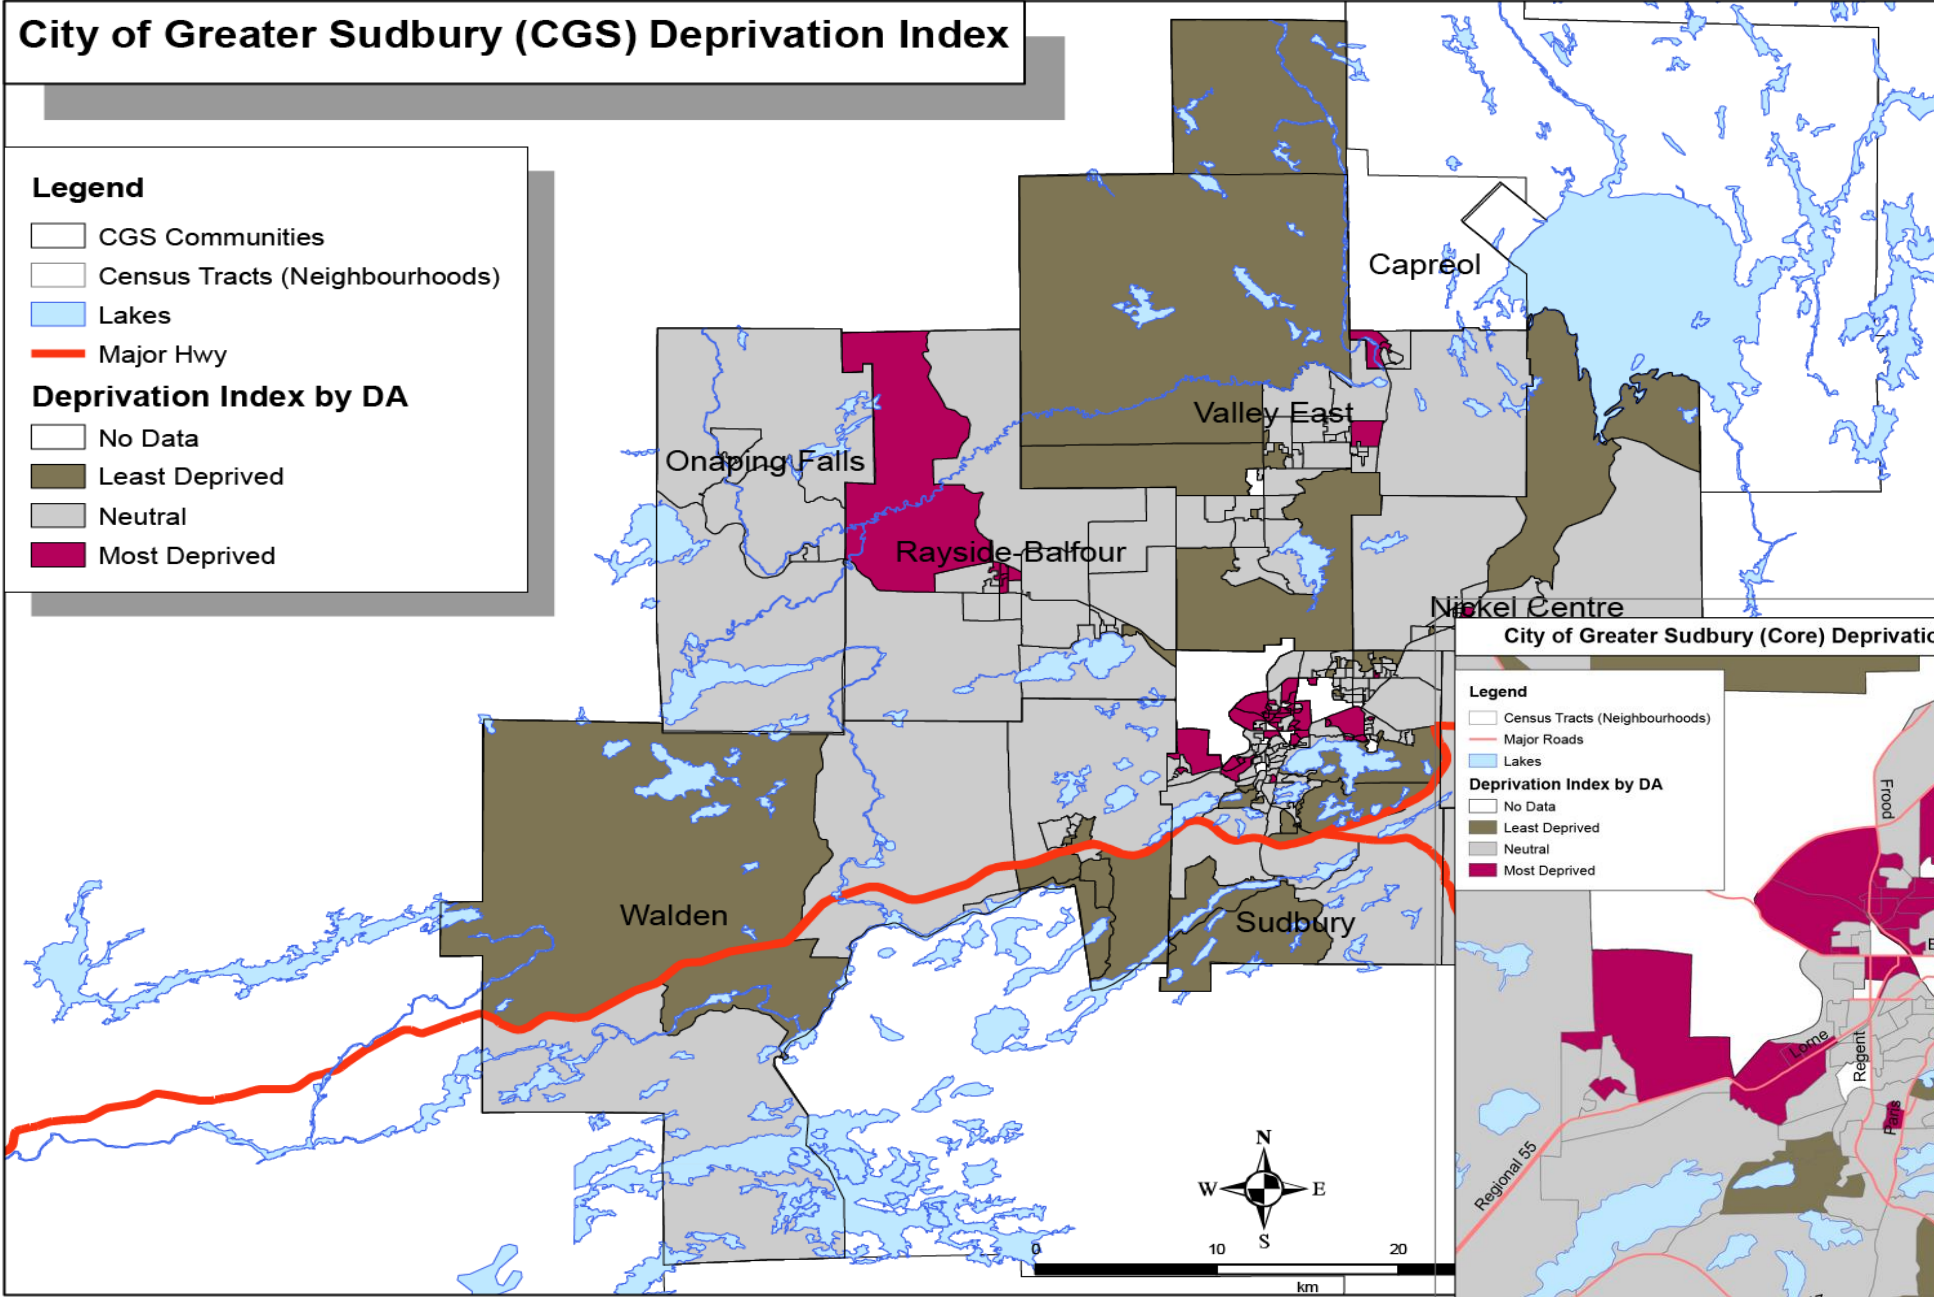 City of Greater Sudbury (CGS) Deprivation Index
Legend
CGS Communities
Census Tracts (Neighbourhoods)
Lakes
Major Hwy
Deprivation Index by DA
No Data
Least Deprived
Neutral
Most Deprived
Capreol
Valley East
Onaping Falls
Rayside-Balfour
Nickel Centre
Walden
Sudbury
N
W
E
S
0
10
20
km
City of Greater Sudbury (Core) Deprivatio
Legend
Census Tracts (Neighbourhoods)
Major Roads
Lakes
Deprivation Index by DA
No Data
Least Deprived
Neutral
Most Deprived
Frood
E
Lorne
Regent
Paris
Regional 55